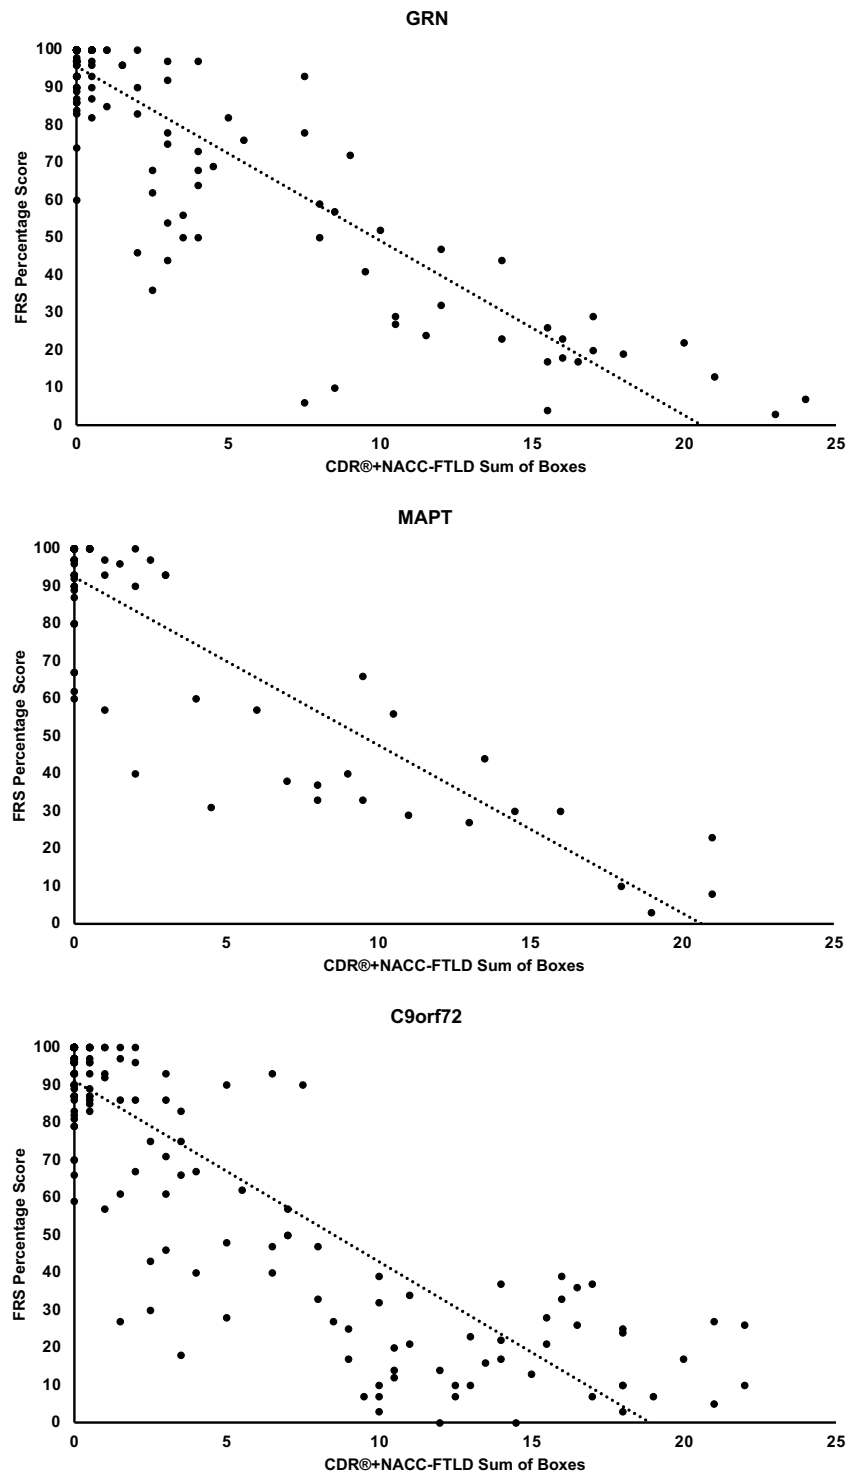 GRN
100
90
80
70
60
50
40
30
20
10
0
FRS Percentage Score
0 5 10 15 20 25
CDR®+NACC-FTLD Sum of Boxes
MAPT
100
90
80
70
60
50
40
30
20
10
0
FRS Percentage Score
0 5 10 15 20 25
CDR®+NACC-FTLD Sum of Boxes
C9orf72
100
90
80
70
60
50
40
30
20
10
0
FRS Percentage Score
0 5 10 15 20 25
CDR®+NACC-FTLD Sum of Boxes